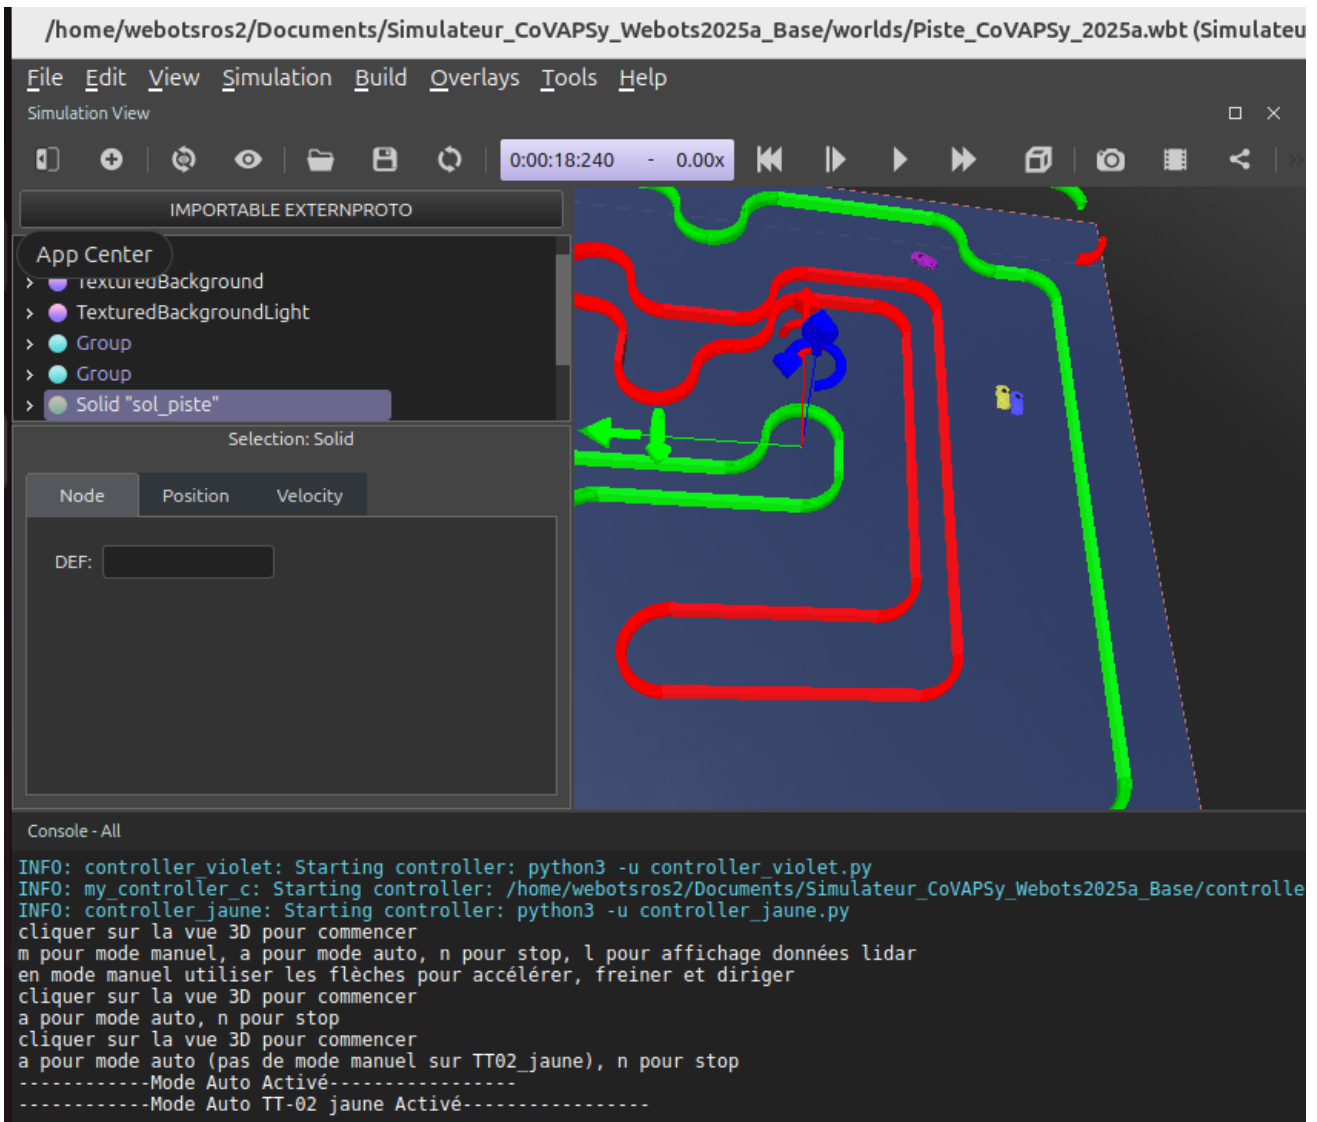 /home/webotsros2/Documents/Simulateur_CoVAPSy_Webots2025a_Base/worlds/Piste_CoVAPSy_2025a.wbt (Simulateu
File Edit View Simulation Build Overlays Tools Help
Simulation View
0:00:18:240 - 0.00x
IMPORTABLE EXTERNPROTO
App Center
TexturedBackground
TexturedBackgroundLight
Group
Group
Solid "sol_piste"
Selection: Solid
Node Position Velocity
DEF:
Console - All
INFO: controller_violet: Starting controller: python3 -u controller_violet.py
INFO: my_controller_c: Starting controller: /home/webotsros2/Documents/Simulateur_CoVAPSy_Webots2025a_Base/controlle
INFO: controller_jaune: Starting controller: python3 -u controller_jaune.py
cliquer sur la vue 3D pour commencer
m pour mode manuel, a pour mode auto, n pour stop, l pour affichage données lidar
en mode manuel utiliser les flèches pour accélérer, freiner et diriger
cliquer sur la vue 3D pour commencer
a pour mode auto, n pour stop
cliquer sur la vue 3D pour commencer
a pour mode auto (pas de mode manuel sur TT02_jaune), n pour stop
------------Mode Auto Activé-----------------
------------Mode Auto TT-02 jaune Activé-----------------